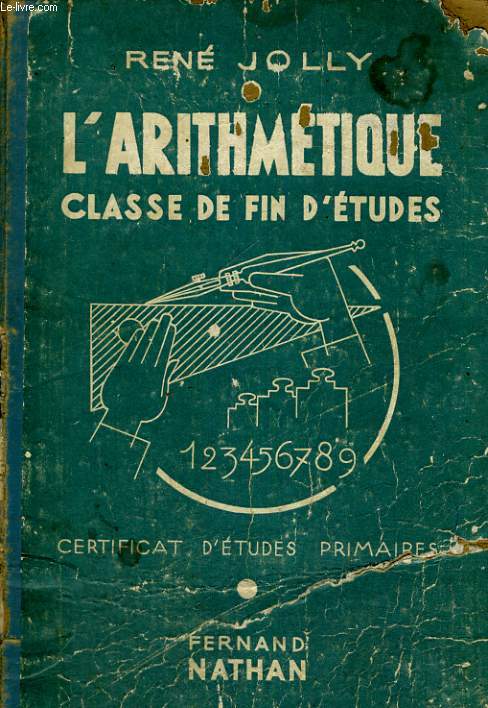 Le-livre.com
RENÉ JOLLY
L'ARITHMÉTIQUE
CLASSE DE FIN D'ÉTUDES
123456789
CERTIFICAT D'ÉTUDES PRIMAIRES
FERNAND
NATHAN